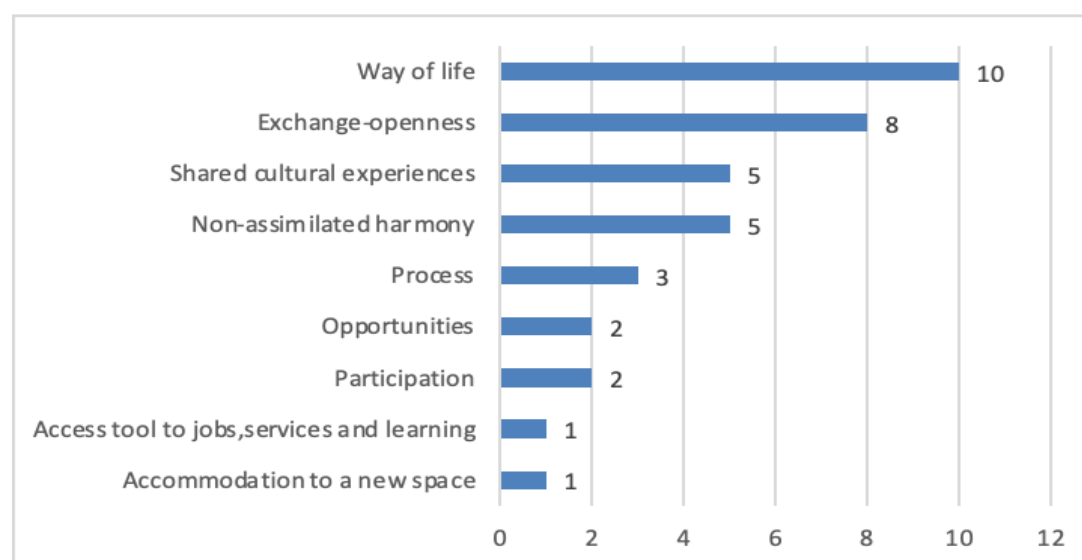 Way of life 10
Exchange-openness 8
Shared cultural experiences 5
Non-assimilated harmony 5
Process 3
Opportunities 2
Participation 2
Access tool to jobs,services and learning 1
Accommodation to a new space 1
0 2 4 6 8 10 12